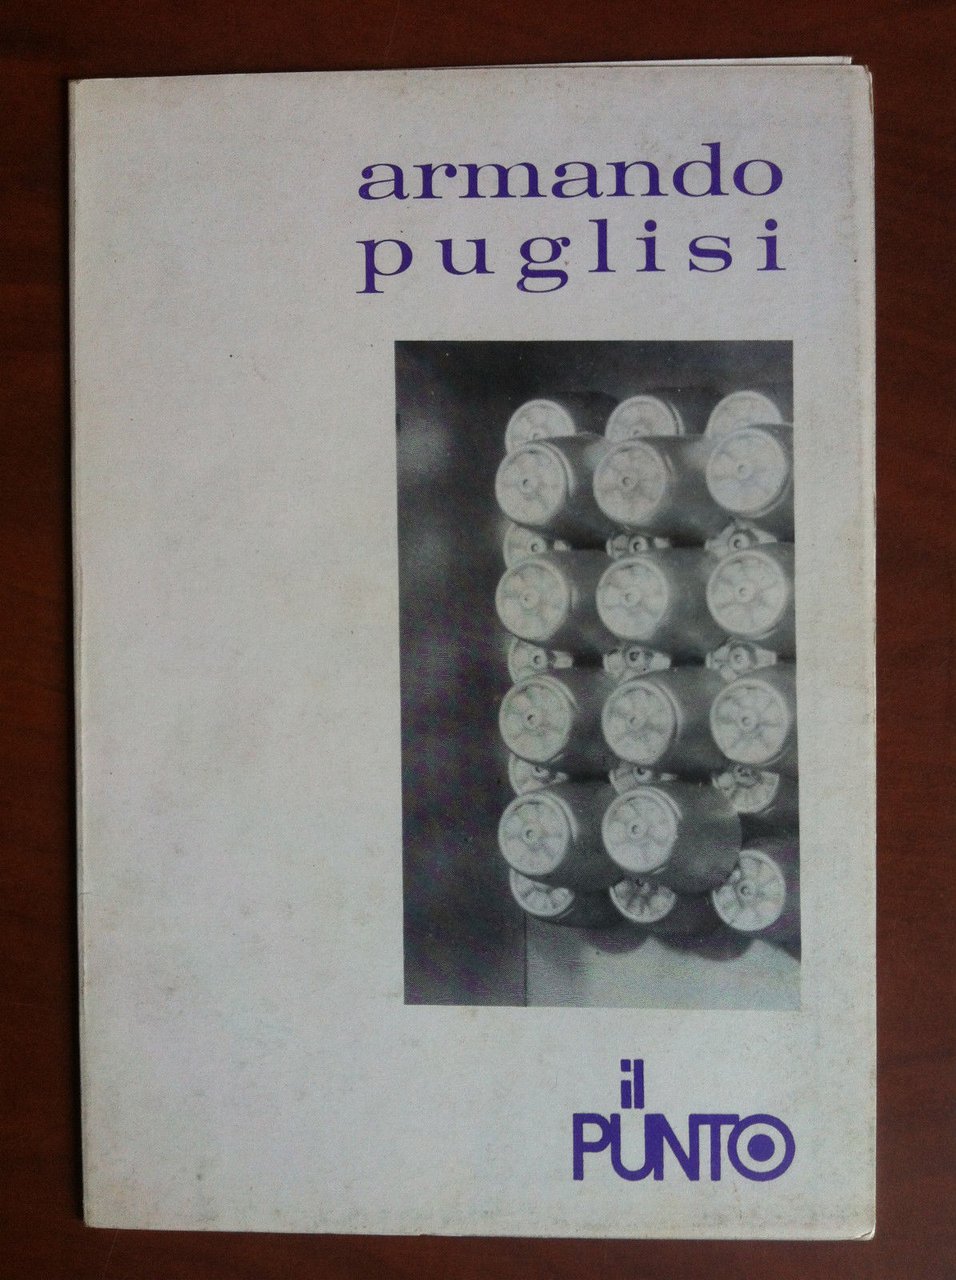 armando
puglisi
il
PUNTO